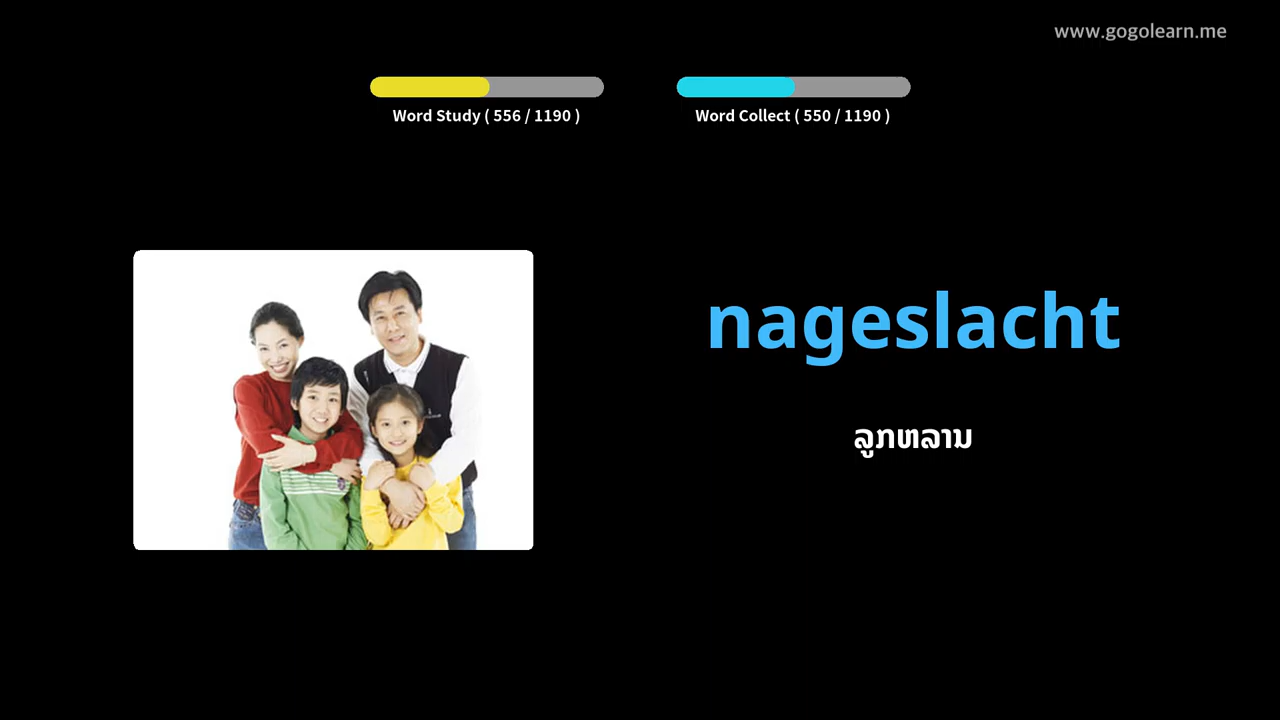 www.gogolearn.me
Word Study ( 556 / 1190 )
Word Collect ( 550 / 1190 )
nageslacht
ລູກຫລານ